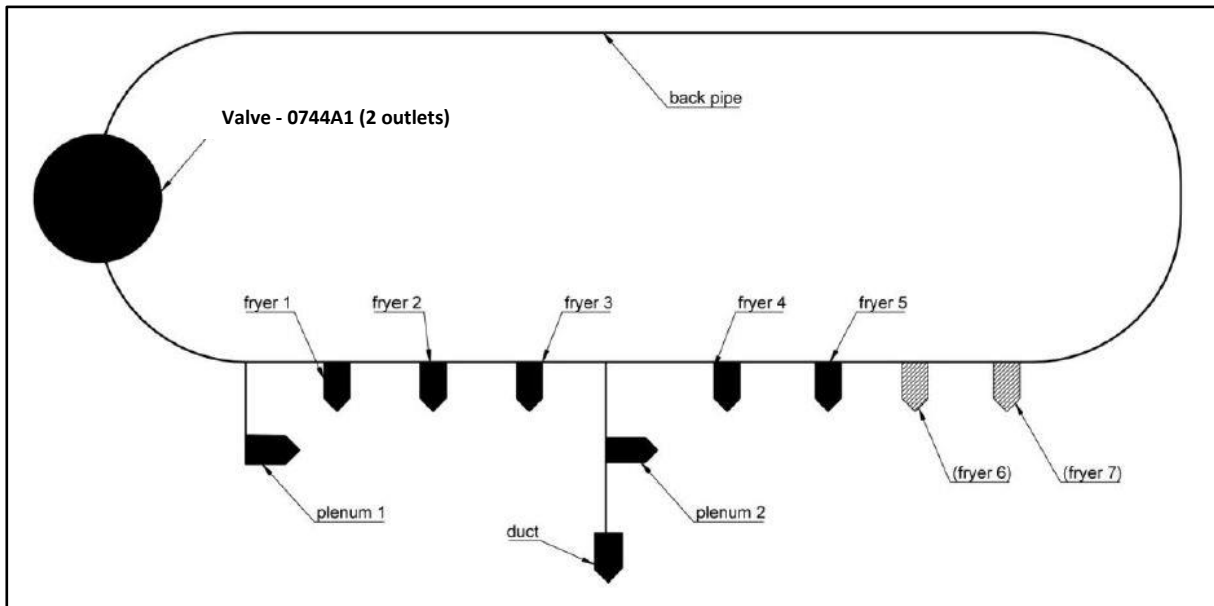 back pipe
Valve - 0744A1 (2 outlets)
fryer 1
fryer 2
fryer 3
fryer 4
fryer 5
(fryer 6)
(fryer 7)
plenum 1
plenum 2
duct